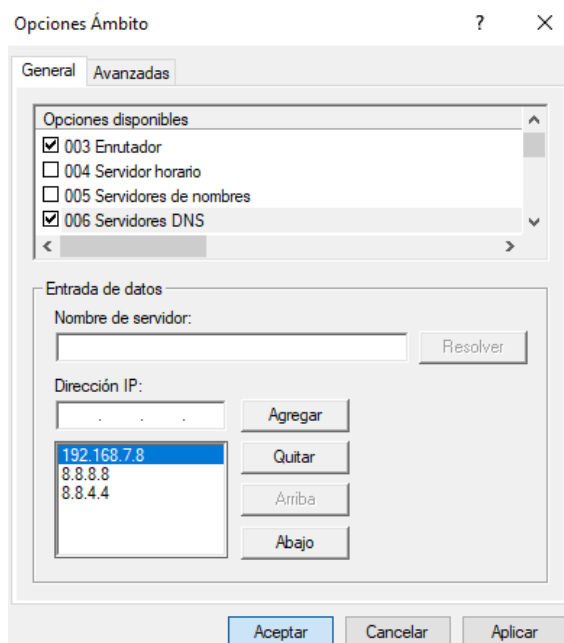 Opciones Ámbito
?
General Avanzadas
Opciones disponibles
003 Enrutador
004 Servidor horario
005 Servidores de nombres
006 Servidores DNS
Entrada de datos
Nombre de servidor:
Resolver
Dirección IP:
. . .
Agregar
192.168.7.8
Quitar
8.8.8.8
8.8.4.4
Arriba
Abajo
Aceptar Cancelar Aplicar